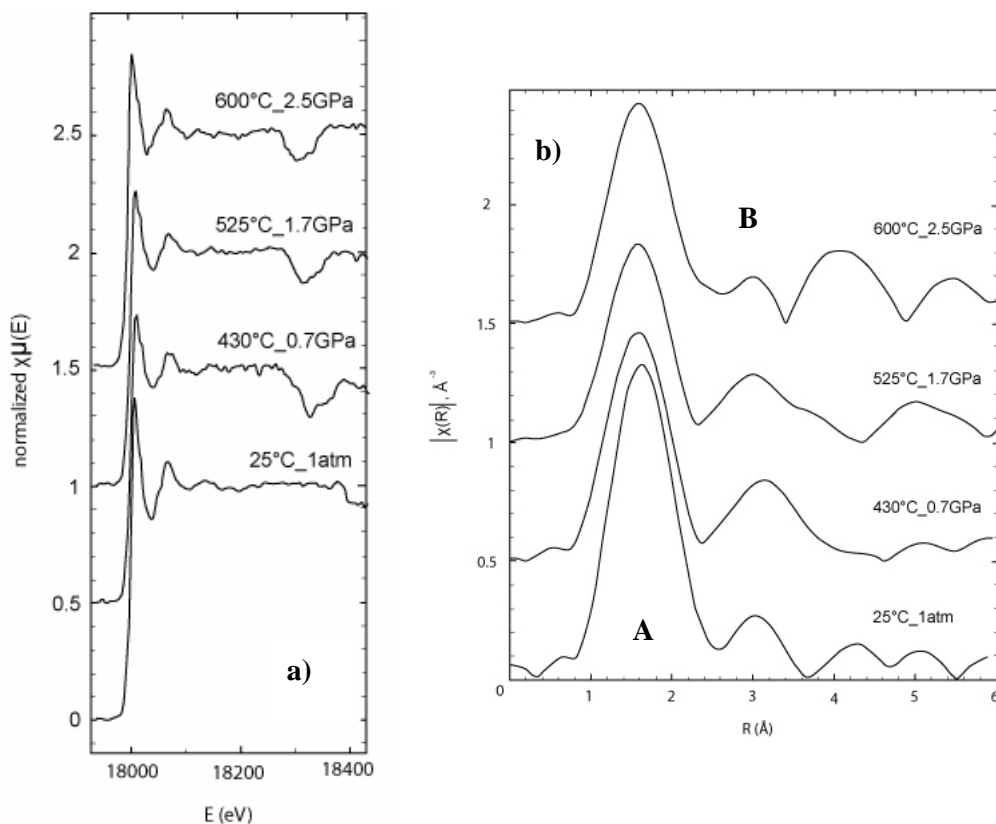 600°C_2.5GPa
2.5
525°C_1.7GPa
2
430°C_0.7GPa
1.5
25°C_1atm
1
0.5
a)
0
18000 18200 18400
E (eV)
normalized χμ(E)
b)
B
2
600°C_2.5GPa
1.5
525°C_1.7GPa
1
430°C_0.7GPa
0.5
25°C_1atm
A
0
0 1 2 3 4 5 6
R (Å)
|χ(R)|, Å⁻³